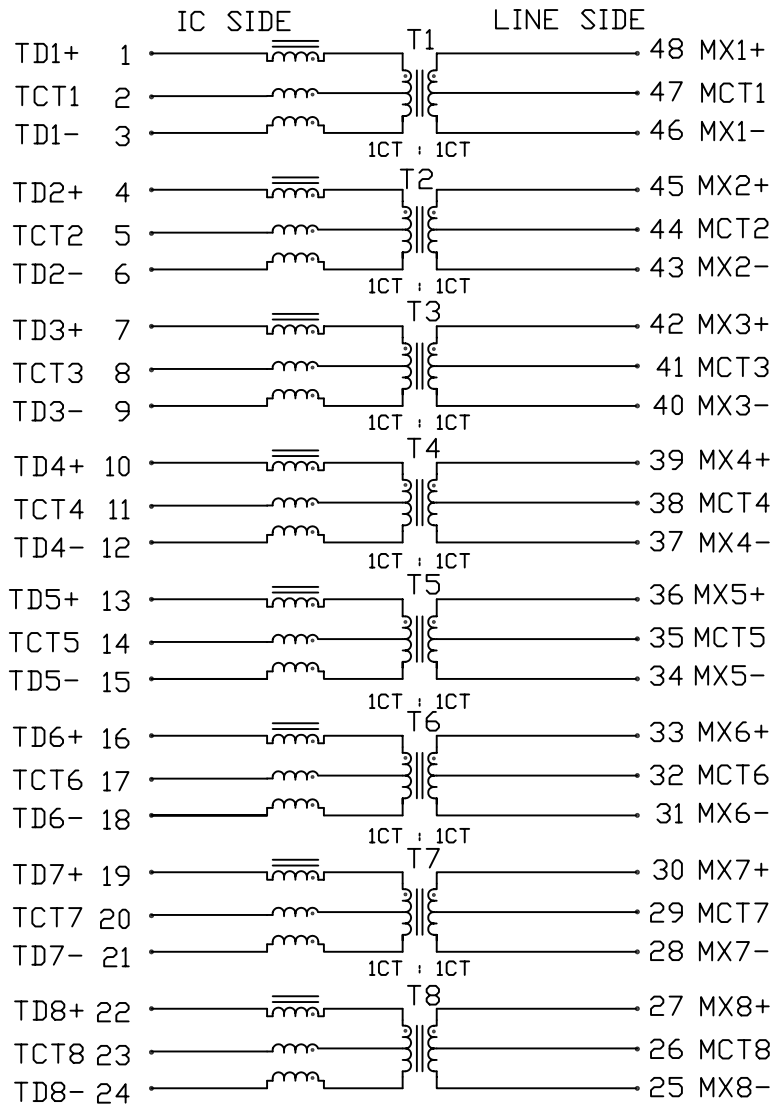 IC SIDE LINE SIDE
T1
TD1+ 1 48 MX1+
TCT1 2 47 MCT1
TD1- 3 46 MX1-
1CT : 1CT
T2
TD2+ 4 45 MX2+
TCT2 5 44 MCT2
TD2- 6 43 MX2-
1CT : 1CT
T3
TD3+ 7 42 MX3+
TCT3 8 41 MCT3
TD3- 9 40 MX3-
1CT : 1CT
T4
TD4+ 10 39 MX4+
TCT4 11 38 MCT4
TD4- 12 37 MX4-
1CT : 1CT
T5
TD5+ 13 36 MX5+
TCT5 14 35 MCT5
TD5- 15 34 MX5-
1CT : 1CT
T6
TD6+ 16 33 MX6+
TCT6 17 32 MCT6
TD6- 18 31 MX6-
1CT : 1CT
T7
TD7+ 19 30 MX7+
TCT7 20 29 MCT7
TD7- 21 28 MX7-
1CT : 1CT
T8
TD8+ 22 27 MX8+
TCT8 23 26 MCT8
TD8- 24 25 MX8-